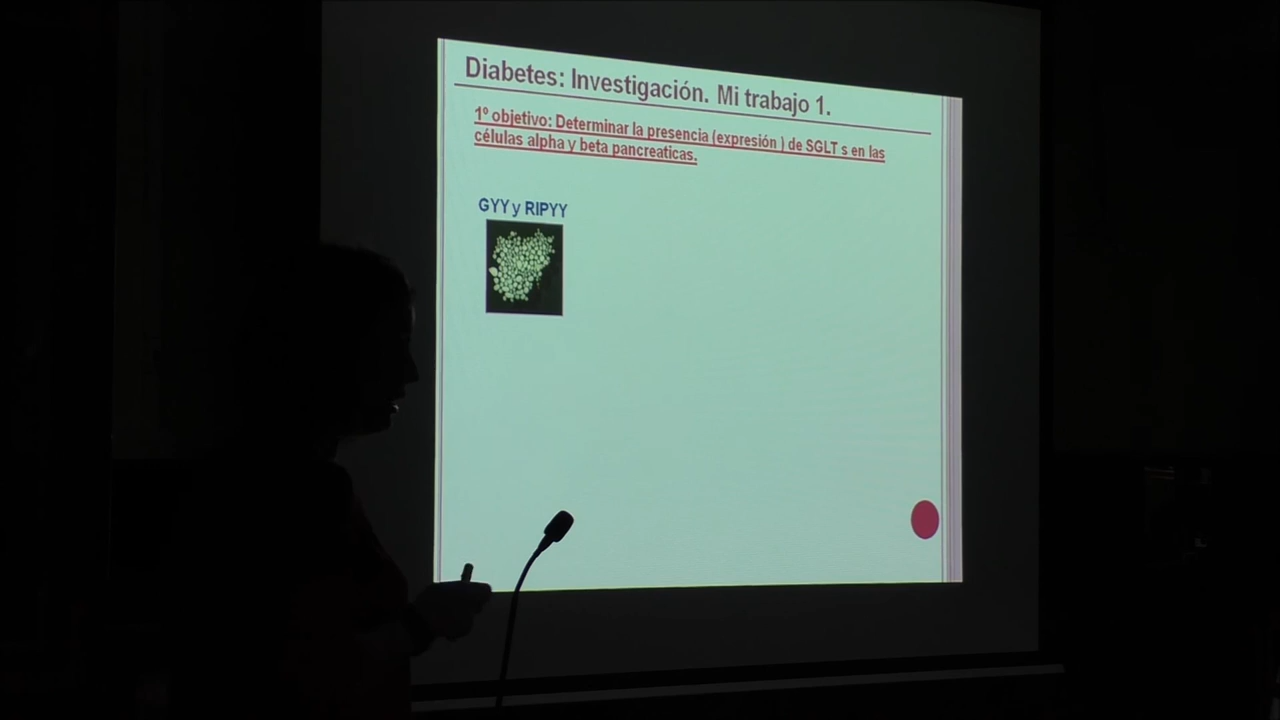 Diabetes: Investigación. Mi trabajo 1.
1º objetivo: Determinar la presencia (expresión ) de SGLT s en las
células alpha y beta pancreaticas.
GYY y RIPYY